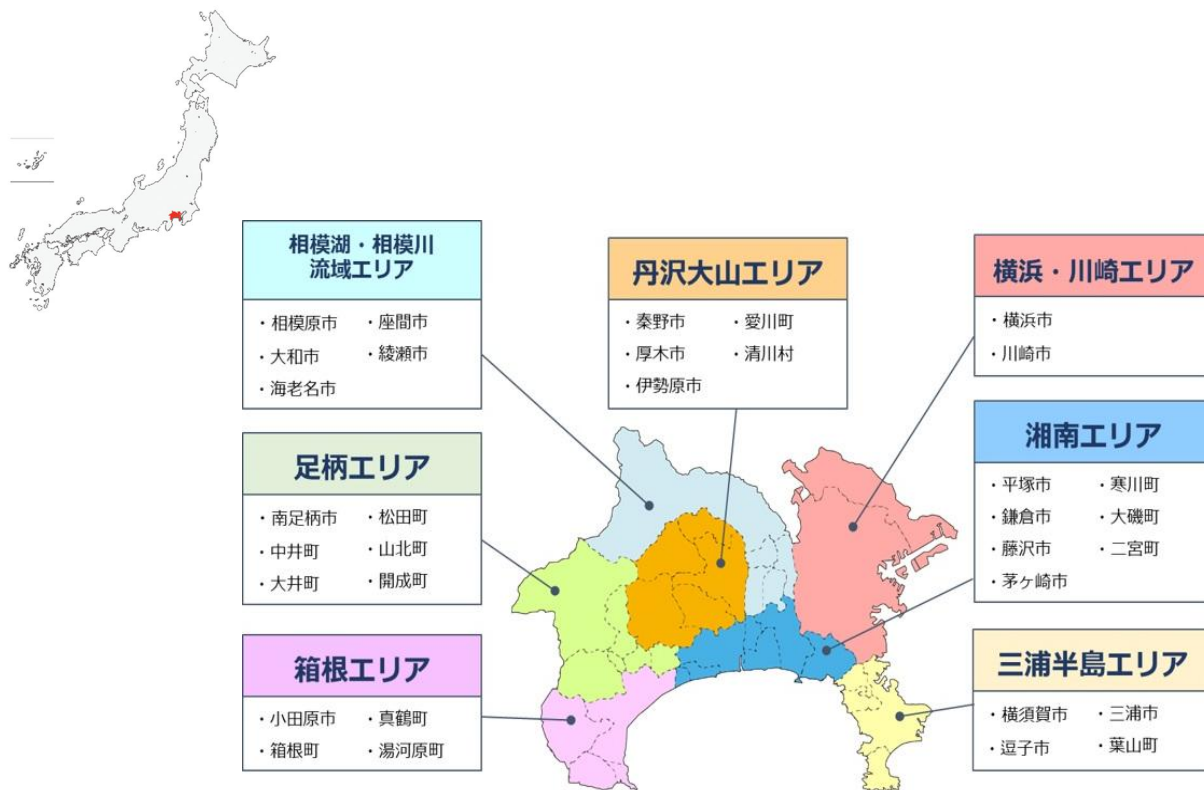 相模湖・相模川
流域エリア
・相模原市 ・座間市
・大和市 ・綾瀬市
・海老名市
丹沢大山エリア
・秦野市 ・愛川町
・厚木市 ・清川村
・伊勢原市
横浜・川崎エリア
・横浜市
・川崎市
足柄エリア
・南足柄市 ・松田町
・中井町 ・山北町
・大井町 ・開成町
湘南エリア
・平塚市 ・寒川町
・鎌倉市 ・大磯町
・藤沢市 ・二宮町
・茅ヶ崎市
箱根エリア
・小田原市 ・真鶴町
・箱根町 ・湯河原町
三浦半島エリア
・横須賀市 ・三浦市
・逗子市 ・葉山町